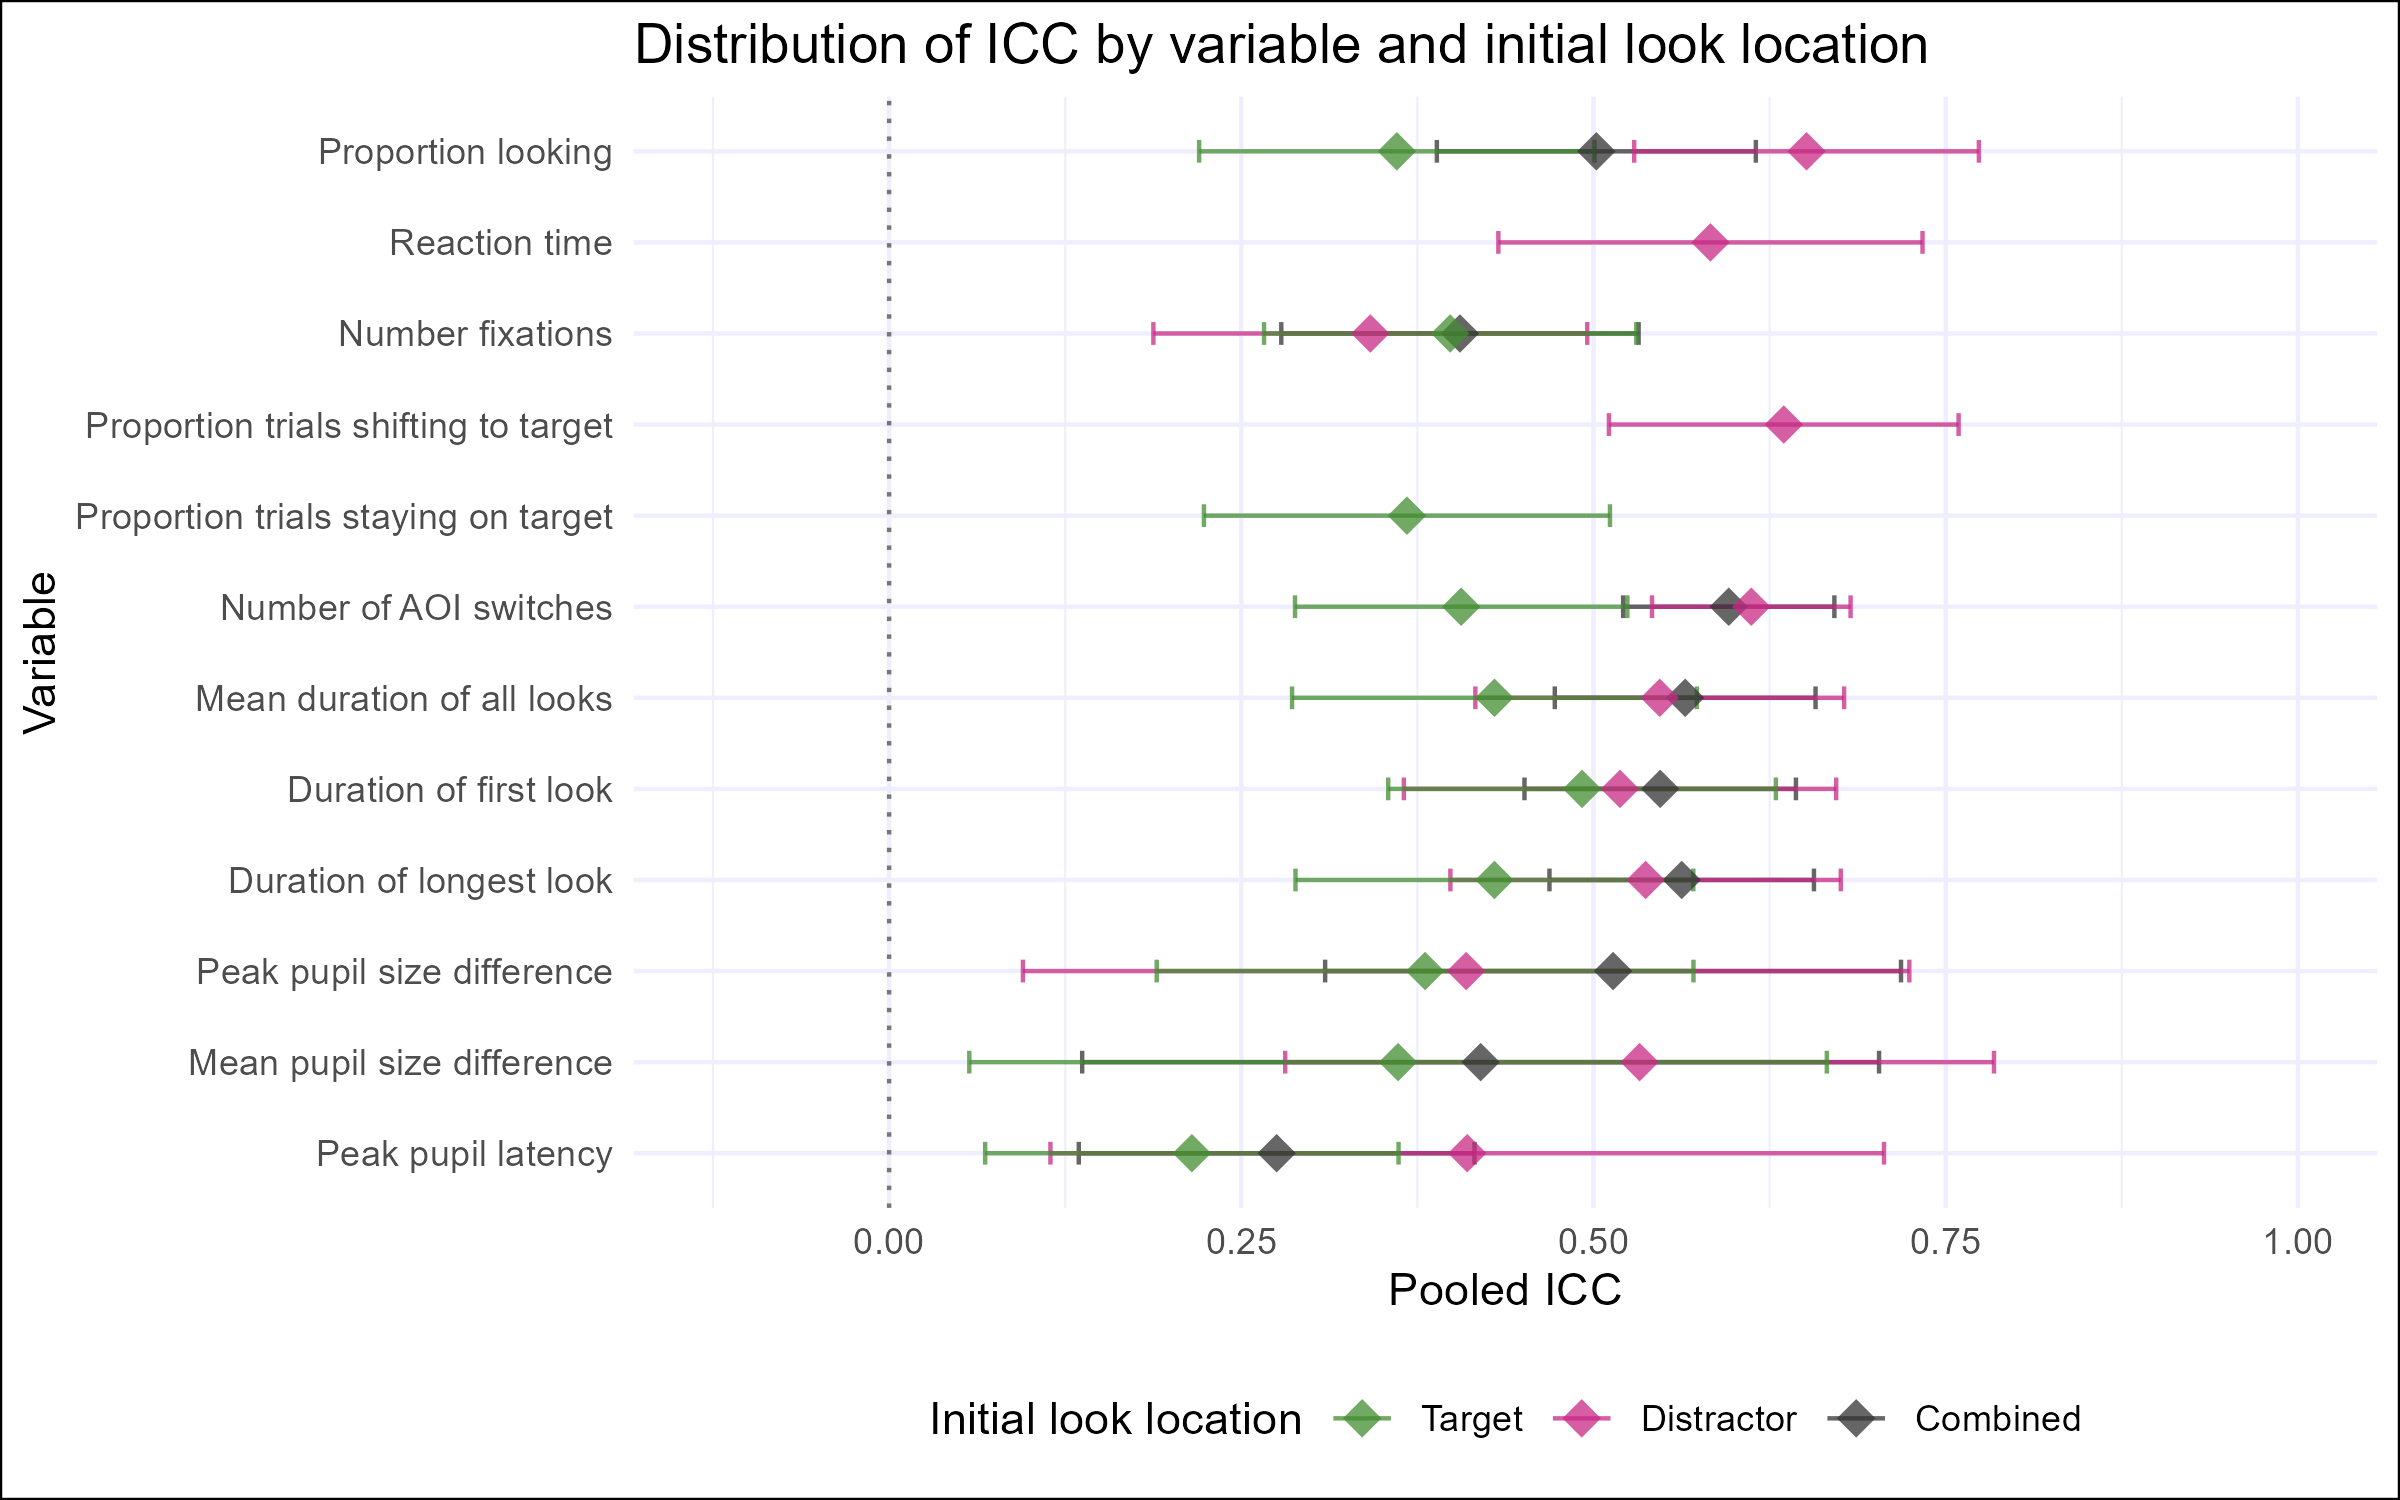 Distribution of ICC by variable and initial look location
Variable
Proportion looking
Reaction time
Number fixations
Proportion trials shifting to target
Proportion trials staying on target
Number of AOI switches
Mean duration of all looks
Duration of first look
Duration of longest look
Peak pupil size difference
Mean pupil size difference
Peak pupil latency
0.00 0.25 0.50 0.75 1.00
Pooled ICC
Initial look location Target Distractor Combined